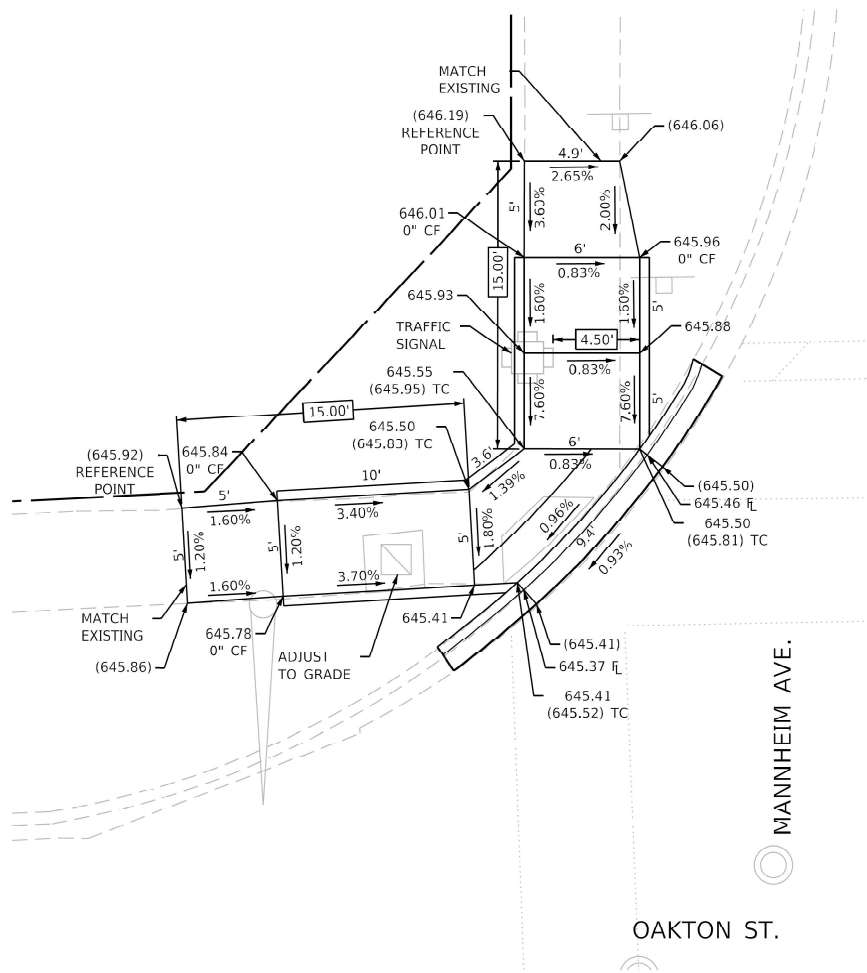 MATCH
EXISTING
(646.19)
REFERENCE
POINT
(646.06)
4.9'
2.65%
5'
3.60%
2.00%
646.01
0" CF
6'
0.83%
645.96
0" CF
15.00'
645.93
1.60%
1.60%
5'
TRAFFIC
SIGNAL
4.50'
645.88
0.83%
645.55
(645.95) TC
7.60%
7.60%
5'
15.00'
645.50
(645.83) TC
6'
0.83%
3.6'
1.39%
(645.92)
REFERENCE
POINT
645.84
0" CF
10'
5'
1.60%
3.40%
(645.50)
645.46 FL
645.50
(645.81) TC
5'
1.20%
5'
1.20%
5'
1.80%
0.96%
9.4'
0.93%
1.60%
3.70%
MATCH
EXISTING
(645.86)
645.78
0" CF
ADJUST
TO GRADE
645.41
(645.41)
645.37 FL
645.41
(645.52) TC
MANNHEIM AVE.
OAKTON ST.